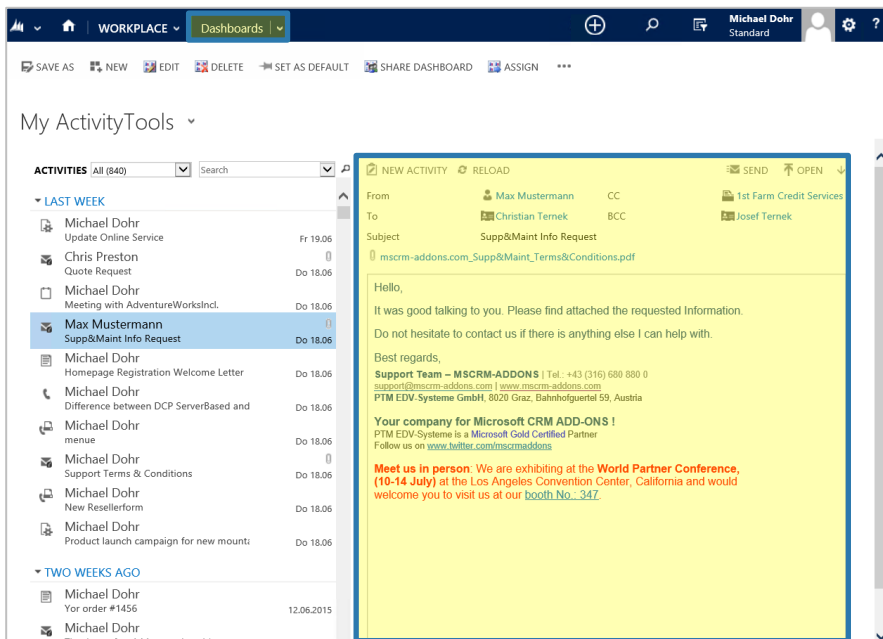 WORKPLACE Dashboards Michael Dohr
Standard
?
SAVE AS NEW EDIT DELETE SET AS DEFAULT SHARE DASHBOARD ASSIGN •••
My ActivityTools
ACTIVITIES All (840) Search
LAST WEEK
Michael Dohr
Update Online Service Fr 19.06
Chris Preston
Quote Request Do 18.06
Michael Dohr
Meeting with AdventureWorksIncl. Do 18.06
Max Mustermann
Supp&Maint Info Request Do 18.06
Michael Dohr
Homepage Registration Welcome Letter Do 18.06
Michael Dohr
Difference between DCP ServerBased and Do 18.06
Michael Dohr
menue Do 18.06
Michael Dohr
Support Terms & Conditions Do 18.06
Michael Dohr
New Resellerform Do 18.06
Michael Dohr
Product launch campaign for new mounta Do 18.06
TWO WEEKS AGO
Michael Dohr
Yor order #1456 12.06.2015
Michael Dohr
NEW ACTIVITY RELOAD SEND OPEN
From Max Mustermann CC 1st Farm Credit Services
To Christian Ternek BCC Josef Ternek
Subject Supp&Maint Info Request
mscrm-addons.com_Supp&Maint_Terms&Conditions.pdf
Hello,
It was good talking to you. Please find attached the requested Information.
Do not hesitate to contact us if there is anything else I can help with.
Best regards,
Support Team – MSCRM-ADDONS | Tel.: +43 (316) 680 880 0
support@mscrm-addons.com | www.mscrm-addons.com
PTM EDV-Systeme GmbH, 8020 Graz, Bahnhofguertel 59, Austria
Your company for Microsoft CRM ADD-ONS !
PTM EDV-Systeme is a Microsoft Gold Certified Partner
Follow us on www.twitter.com/mscrmaddons
Meet us in person: We are exhibiting at the World Partner Conference,
(10-14 July) at the Los Angeles Convention Center, California and would
welcome you to visit us at our booth No.: 347.